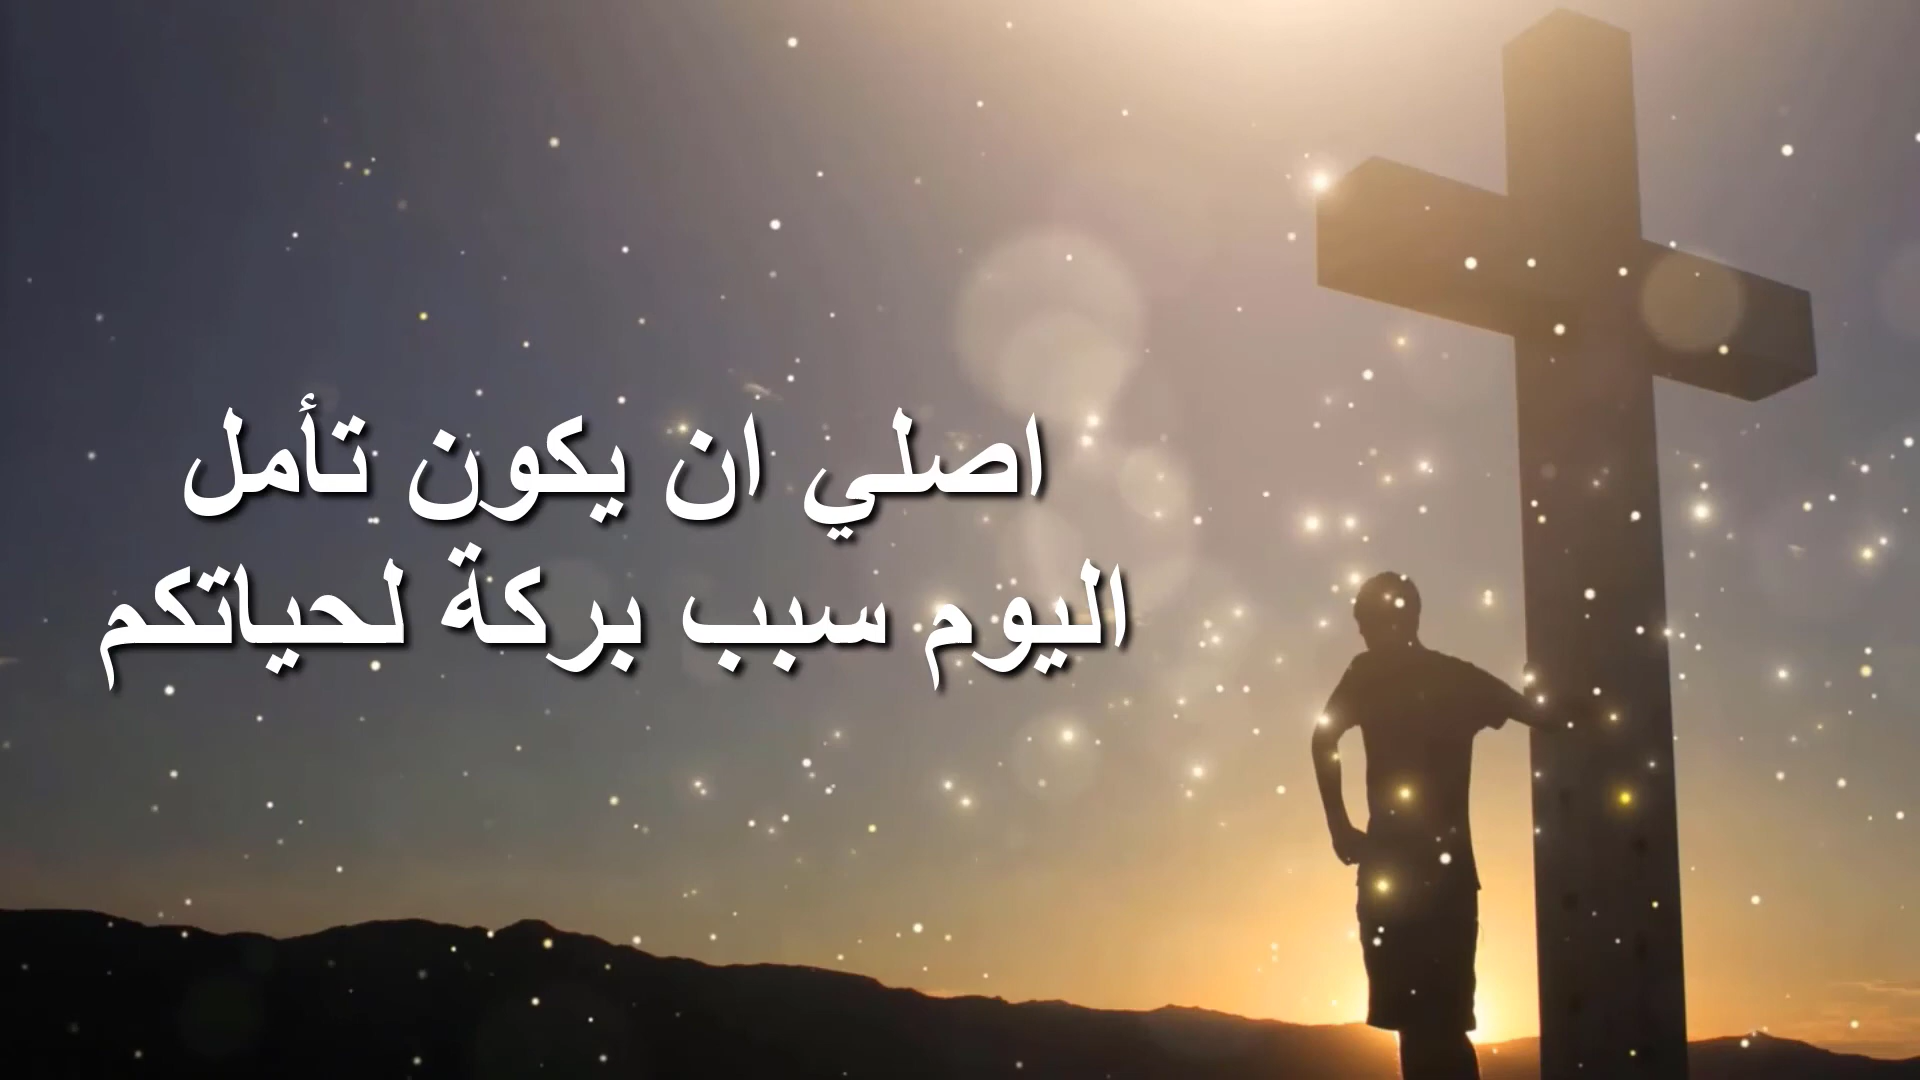 اصلي ان يكون تأمل
اليوم سبب بركة لحياتكم